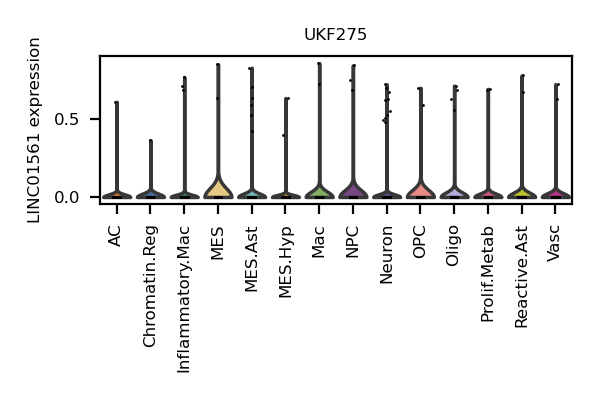 UKF275
LINC01561 expression
0.5
0.0
AC
Chromatin.Reg
Inflammatory.Mac
MES
MES.Ast
MES.Hyp
Mac
NPC
Neuron
OPC
Oligo
Prolif.Metab
Reactive.Ast
Vasc